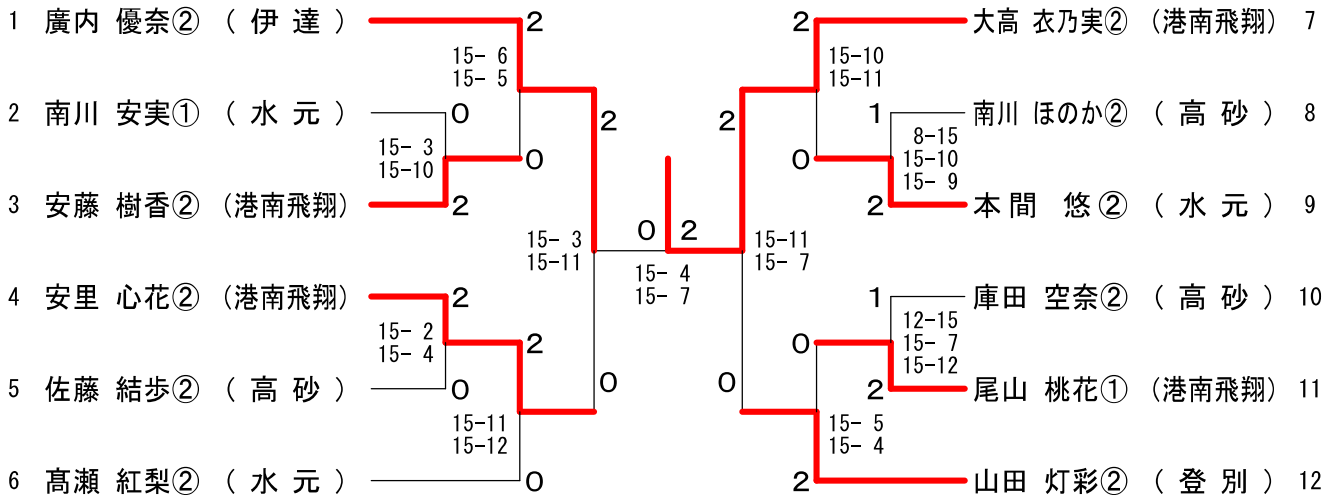 1 廣内 優奈② ( 伊 達 ) 2 2 大高 衣乃実② (港南飛翔) 7
15- 6 15-10
15- 5 15-11
2 南川 安実① ( 水 元 ) 0 2 2 1 南川 ほのか② ( 高 砂 ) 8
15- 3 8-15
15-10 0 0 15-10
15- 9
3 安藤 樹香② (港南飛翔) 2 2 本間 悠② ( 水 元 ) 9
15- 3 0 2 15-11
15-11 15- 7
15- 4
15- 7
4 安里 心花② (港南飛翔) 2 1 庫田 空奈② ( 高 砂 ) 10
15- 2 12-15
15- 4 2 0 15- 7
15-12
5 佐藤 結歩② ( 高 砂 ) 0 0 0 2 尾山 桃花① (港南飛翔) 11
15-11 15- 5
15-12 15- 4
6 髙瀬 紅梨② ( 水 元 ) 0 2 山田 灯彩② ( 登 別 ) 12